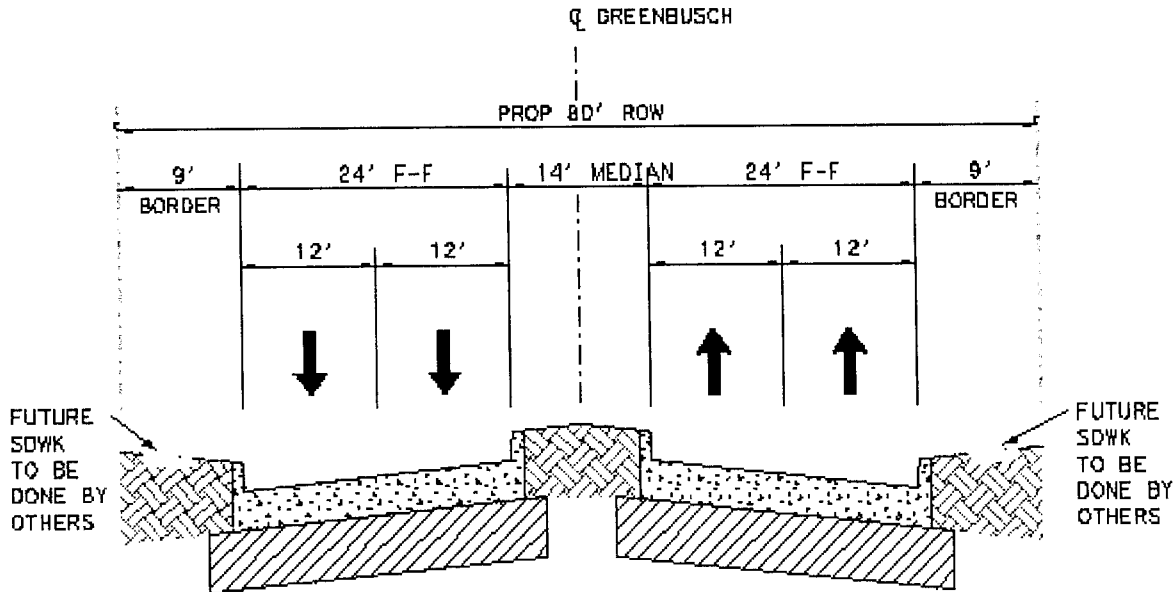 ℄ GREENBUSCH
PROP 80' ROW
9' 24' F-F 14' MEDIAN 24' F-F 9'
BORDER BORDER
12' 12' 12' 12'
FUTURE
SDWK
TO BE
DONE BY
OTHERS
FUTURE
SDWK
TO BE
DONE BY
OTHERS